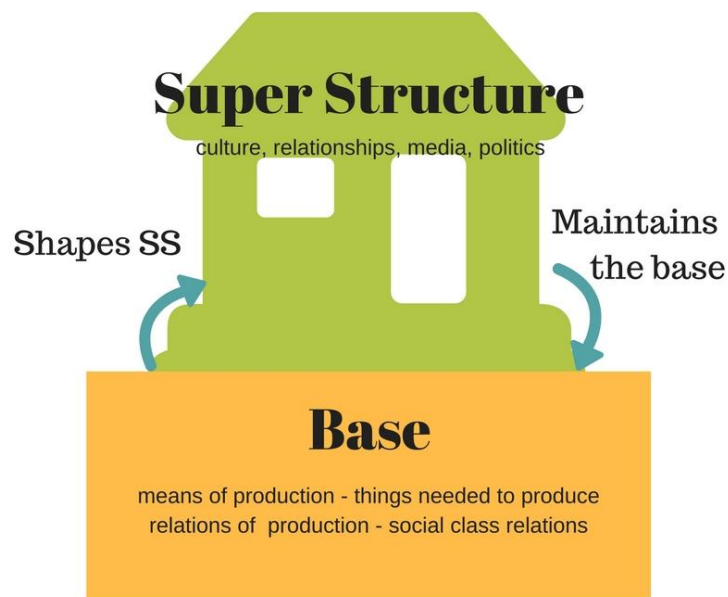 Super Structure
culture, relationships, media, politics
Shapes SS
Maintains
the base
Base
means of production - things needed to produce
relations of  production - social class relations